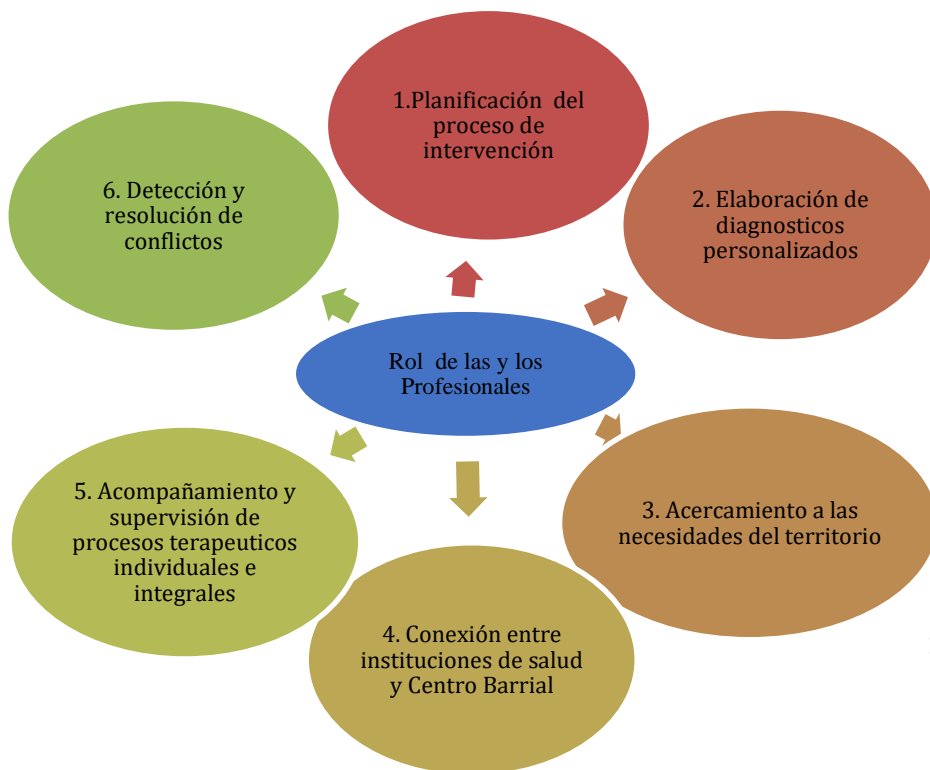 1.Planificación del
proceso de
intervención
2. Elaboración de
diagnosticos
personalizados
3. Acercamiento a las
necesidades del territorio
4. Conexión entre
instituciones de salud
y Centro Barrial
5. Acompañamiento y
supervisión de
procesos terapeuticos
individuales e
integrales
6. Detección y
resolución de
conflictos
Rol de las y los
Profesionales